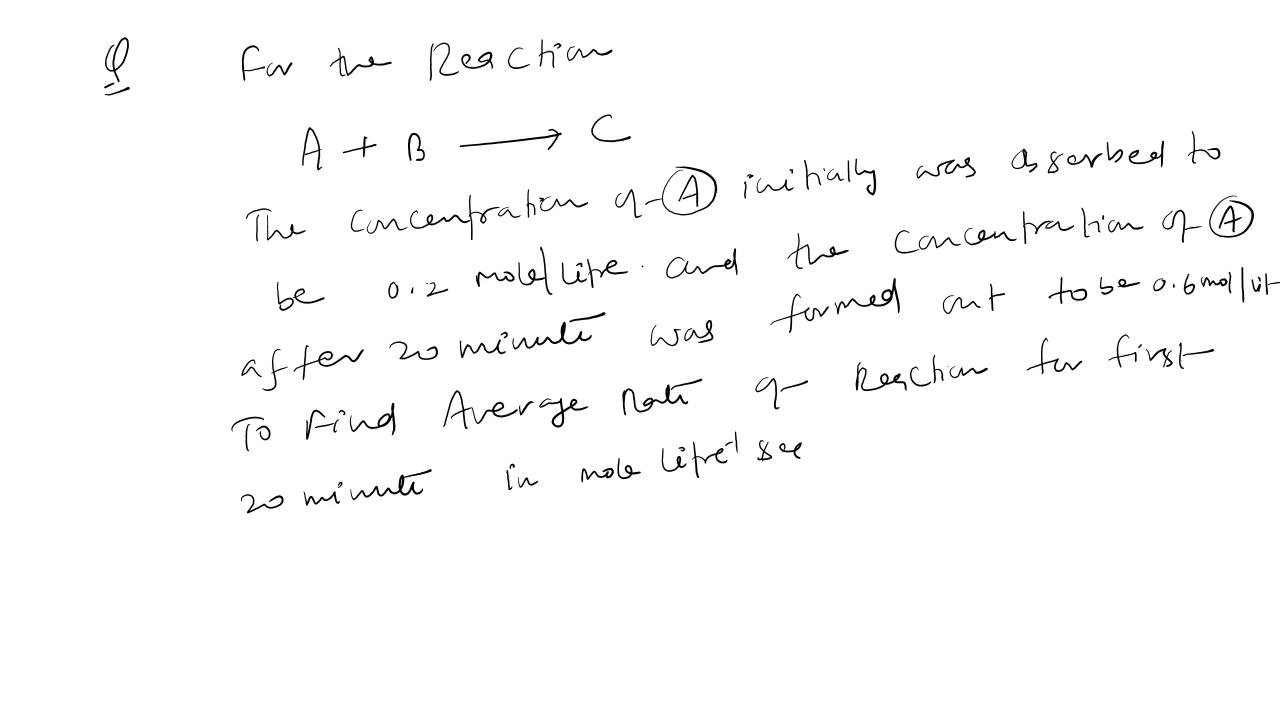 Q For the Reaction
A + B ⟶ C
The concentration of A initially was observed to
be 0.2 mole/litre. and the concentration of A
after 20 minute was formed out to be 0.6 mol/lit
To Find Average Rate of Reaction for first
20 minute in mole litre⁻¹ sec